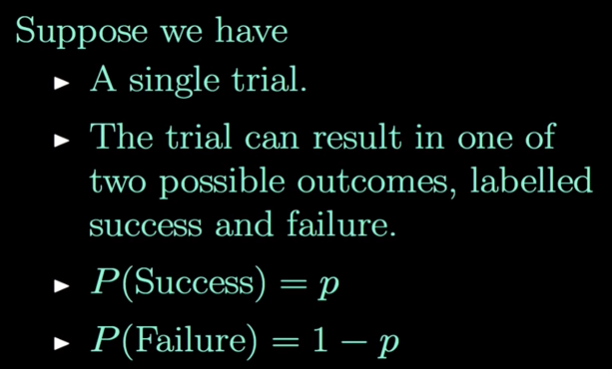 Suppose we have
▶ A single trial.
▶ The trial can result in one of
two possible outcomes, labelled
success and failure.
▶ P(Success) = p
▶ P(Failure) = 1 − p